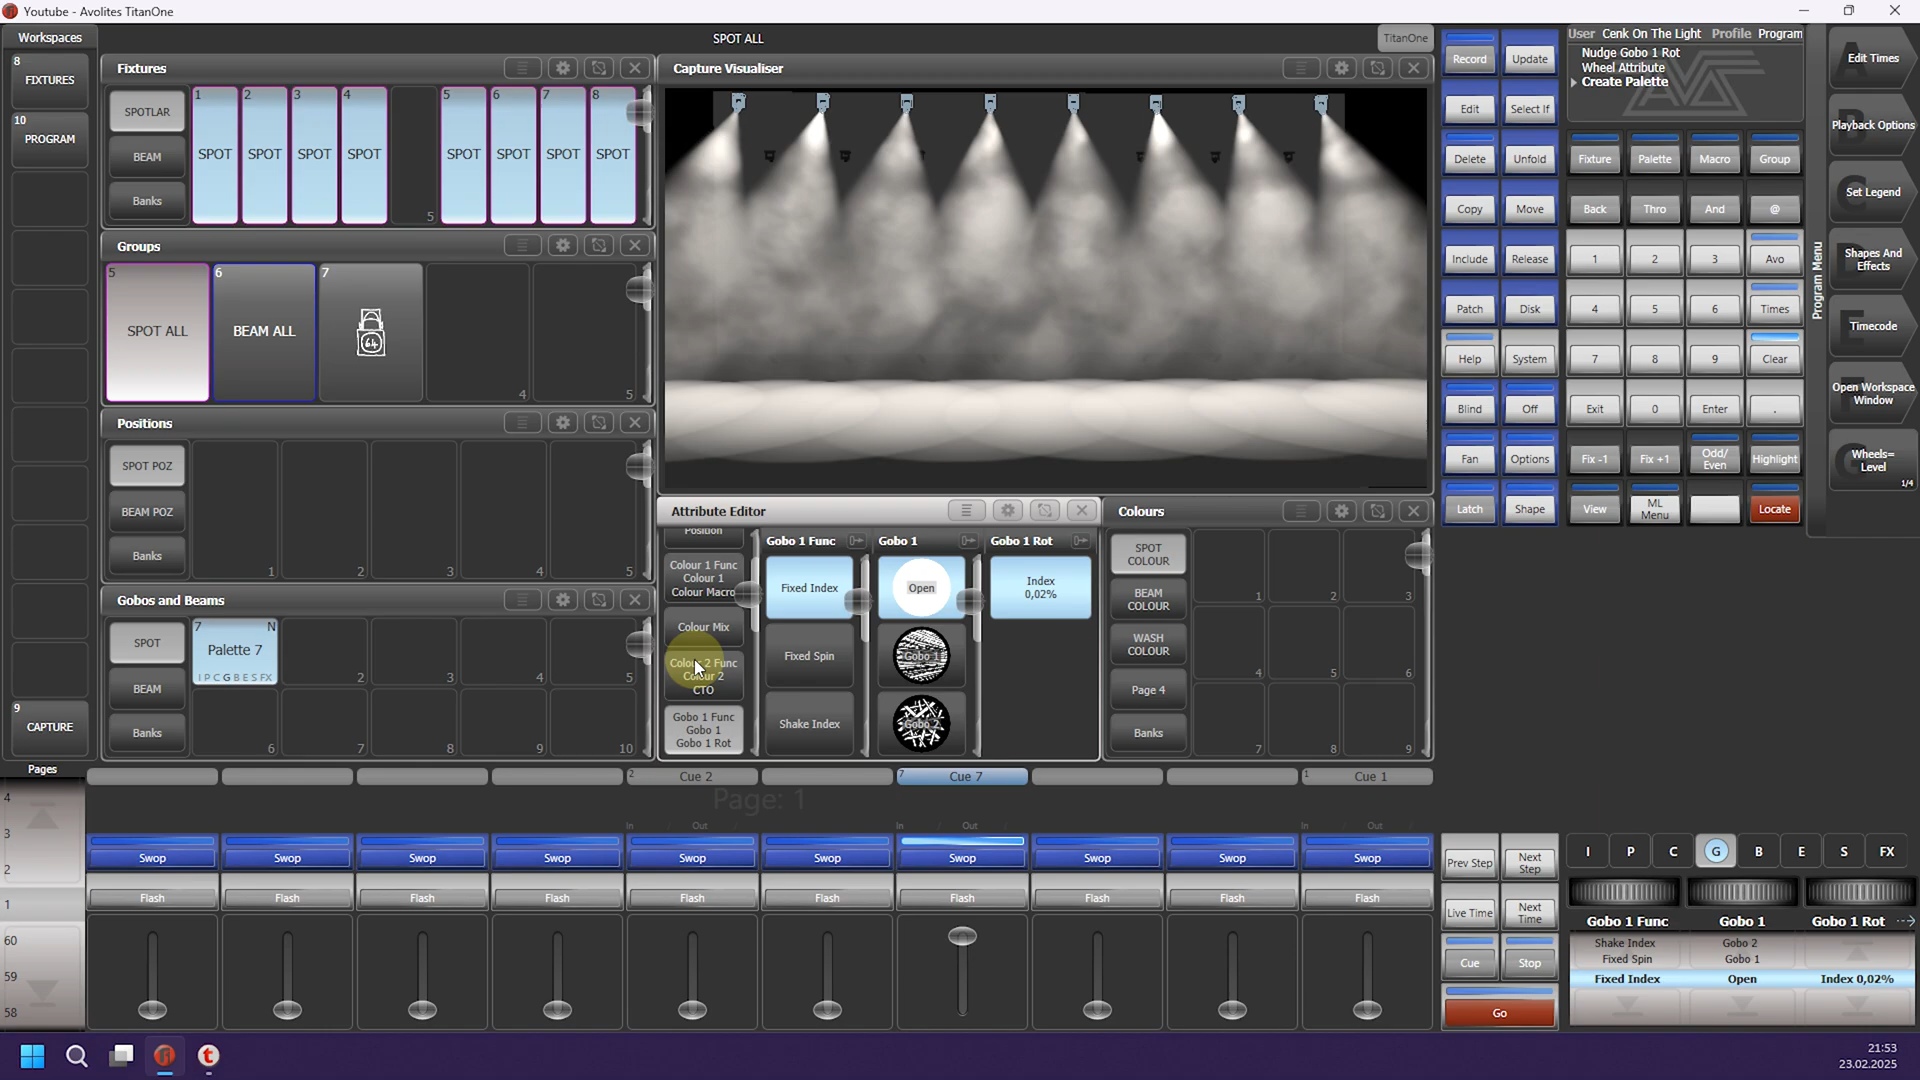 Youtube - Avolites TitanOne
Workspaces
8
FIXTURES
10
PROGRAM
9
CAPTURE
SPOT ALL
TitanOne
Fixtures
SPOTLAR
BEAM
Banks
1
SPOT
2
SPOT
3
SPOT
4
SPOT
5
5
SPOT
6
SPOT
7
SPOT
8
SPOT
Groups
5
SPOT ALL
6
BEAM ALL
7
64
4
5
Positions
SPOT POZ
BEAM POZ
Banks
1
2
3
4
5
Gobos and Beams
SPOT
BEAM
Banks
7 N
Palette 7
I P C G B E S FX
2
3
4
5
6
7
8
9
10
Capture Visualiser
Attribute Editor
Position
Colour 1 Func
Colour 1
Colour Macro
Colour Mix
Colour 2 Func
Colour 2
CTO
Gobo 1 Func
Gobo 1
Gobo 1 Rot
Gobo 1 Func
Fixed Index
Fixed Spin
Shake Index
Gobo 1
Open
Gobo 1
Gobo 2
Gobo 1 Rot
Index
0,02%
Colours
SPOT
COLOUR
BEAM
COLOUR
WASH
COLOUR
Page 4
Banks
1
2
3
4
5
6
7
8
9
Record
Update
Edit
Select If
Delete
Unfold
Copy
Move
Include
Release
Patch
Disk
Help
System
Blind
Off
Fan
Options
Latch
Shape
User Cenk On The Light Profile Program
Nudge Gobo 1 Rot
Wheel Attribute
Create Palette
Fixture
Palette
Macro
Group
Back
Thro
And
@
1
2
3
Avo
4
5
6
Times
7
8
9
Clear
Exit
0
Enter
.
Fix -1
Fix +1
Odd/
Even
Highlight
View
ML
Menu
Locate
Program Menu
A
Edit Times
B
Playback Options
C
Set Legend
D
Shapes And
Effects
E
Timecode
F
Open Workspace
Window
G
Wheels=
Level
1/4
Pages
4
3
2
1
60
59
58
2 Cue 2
7 Cue 7
1 Cue 1
Page: 1
In Out
In Out
In Out
Swop
Swop
Swop
Swop
Swop
Swop
Swop
Swop
Swop
Swop
Flash
Flash
Flash
Flash
Flash
Flash
Flash
Flash
Flash
Flash
Prev Step
Next
Step
Live Time
Next
Time
Cue
Stop
Go
I
P
C
G
B
E
S
FX
Gobo 1 Func
Gobo 1
Gobo 1 Rot
Shake Index
Fixed Spin
Fixed Index
Gobo 2
Gobo 1
Open
Index 0,02%
21:53
23.02.2025